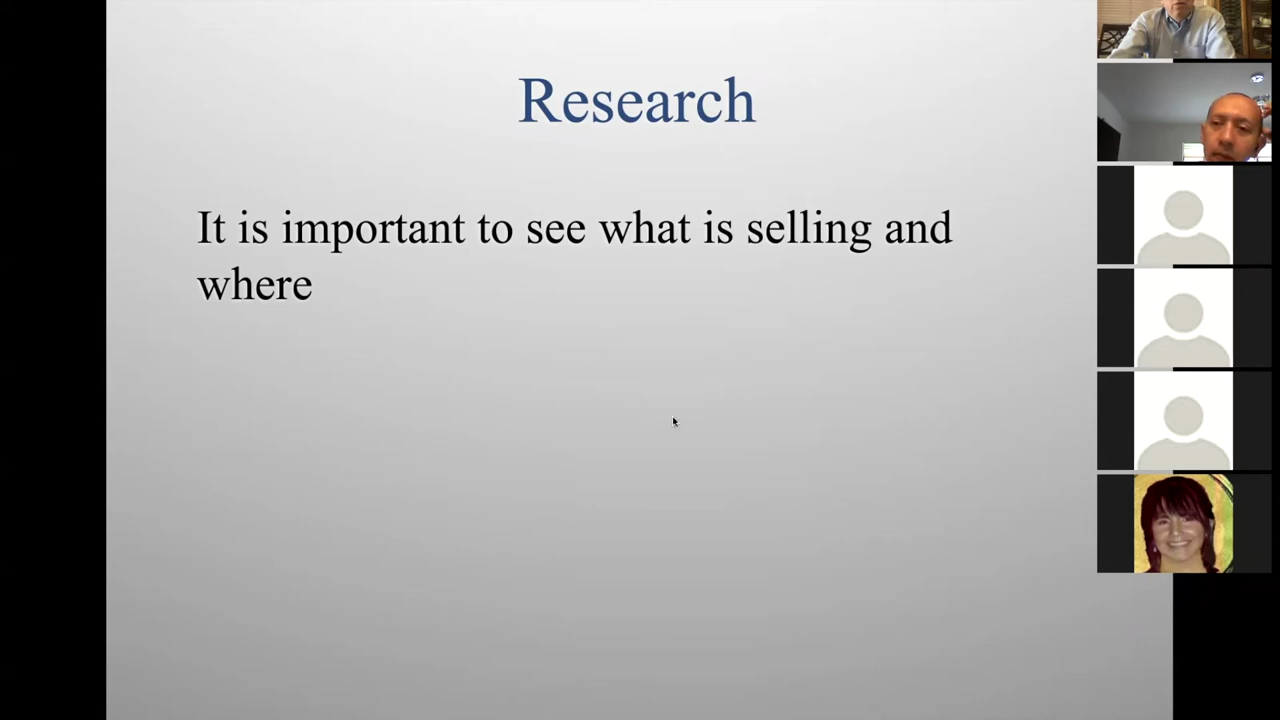 Research
It is important to see what is selling and
where